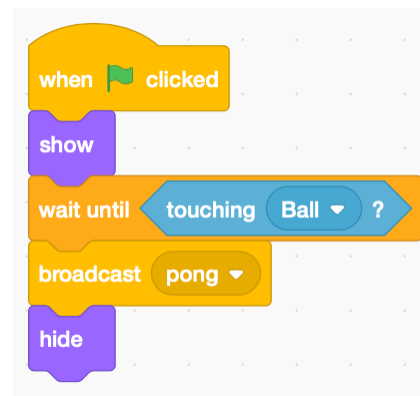 when clicked
show
wait until touching Ball ?
broadcast pong
hide